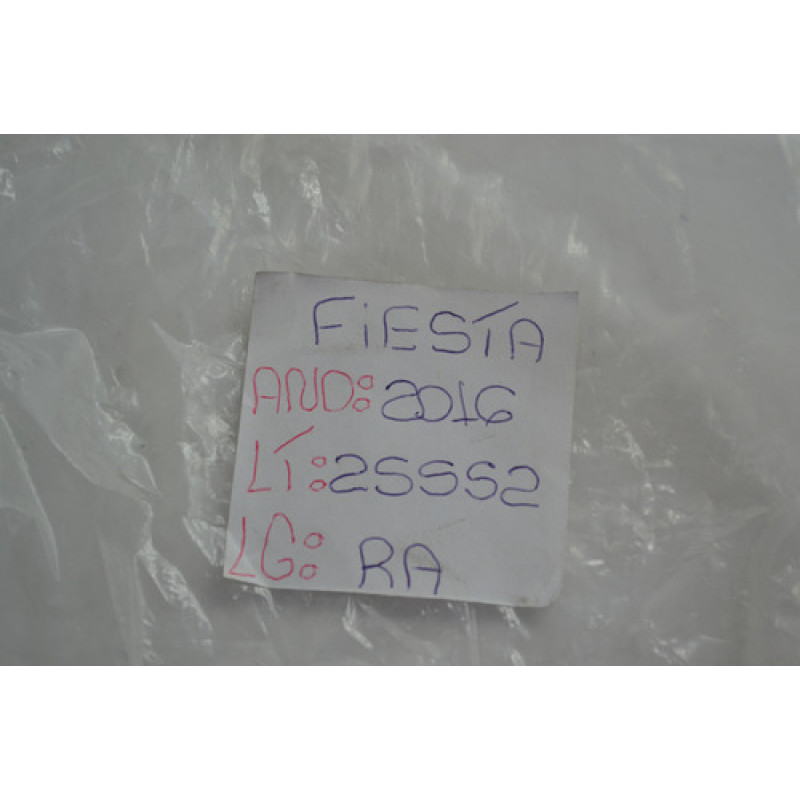 FiESTA
ANO: 2016
LT: 25552
LG: RA